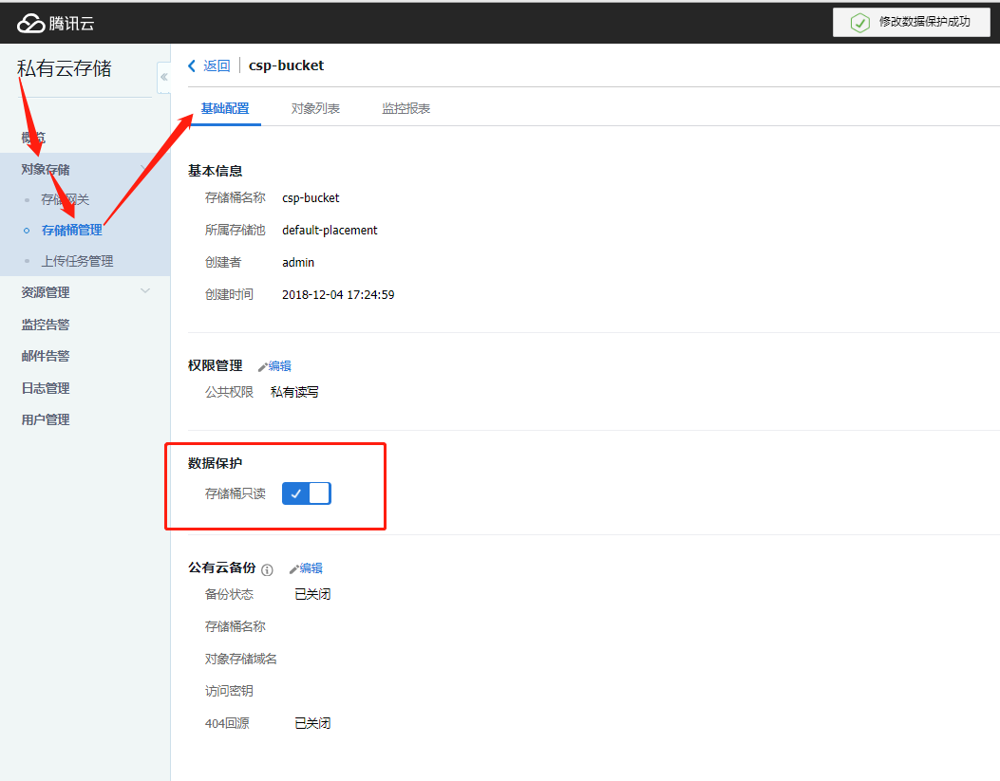 腾讯云
修改数据保护成功
私有云存储
返回
csp-bucket
基础配置
对象列表
监控报表
概览
对象存储
存储网关
存储桶管理
上传任务管理
资源管理
监控告警
邮件告警
日志管理
用户管理
基本信息
存储桶名称 csp-bucket
所属存储池 default-placement
创建者 admin
创建时间 2018-12-04 17:24:59
权限管理 编辑
公共权限 私有读写
数据保护
存储桶只读
公有云备份 编辑
备份状态 已关闭
存储桶名称
对象存储域名
访问密钥
404回源 已关闭